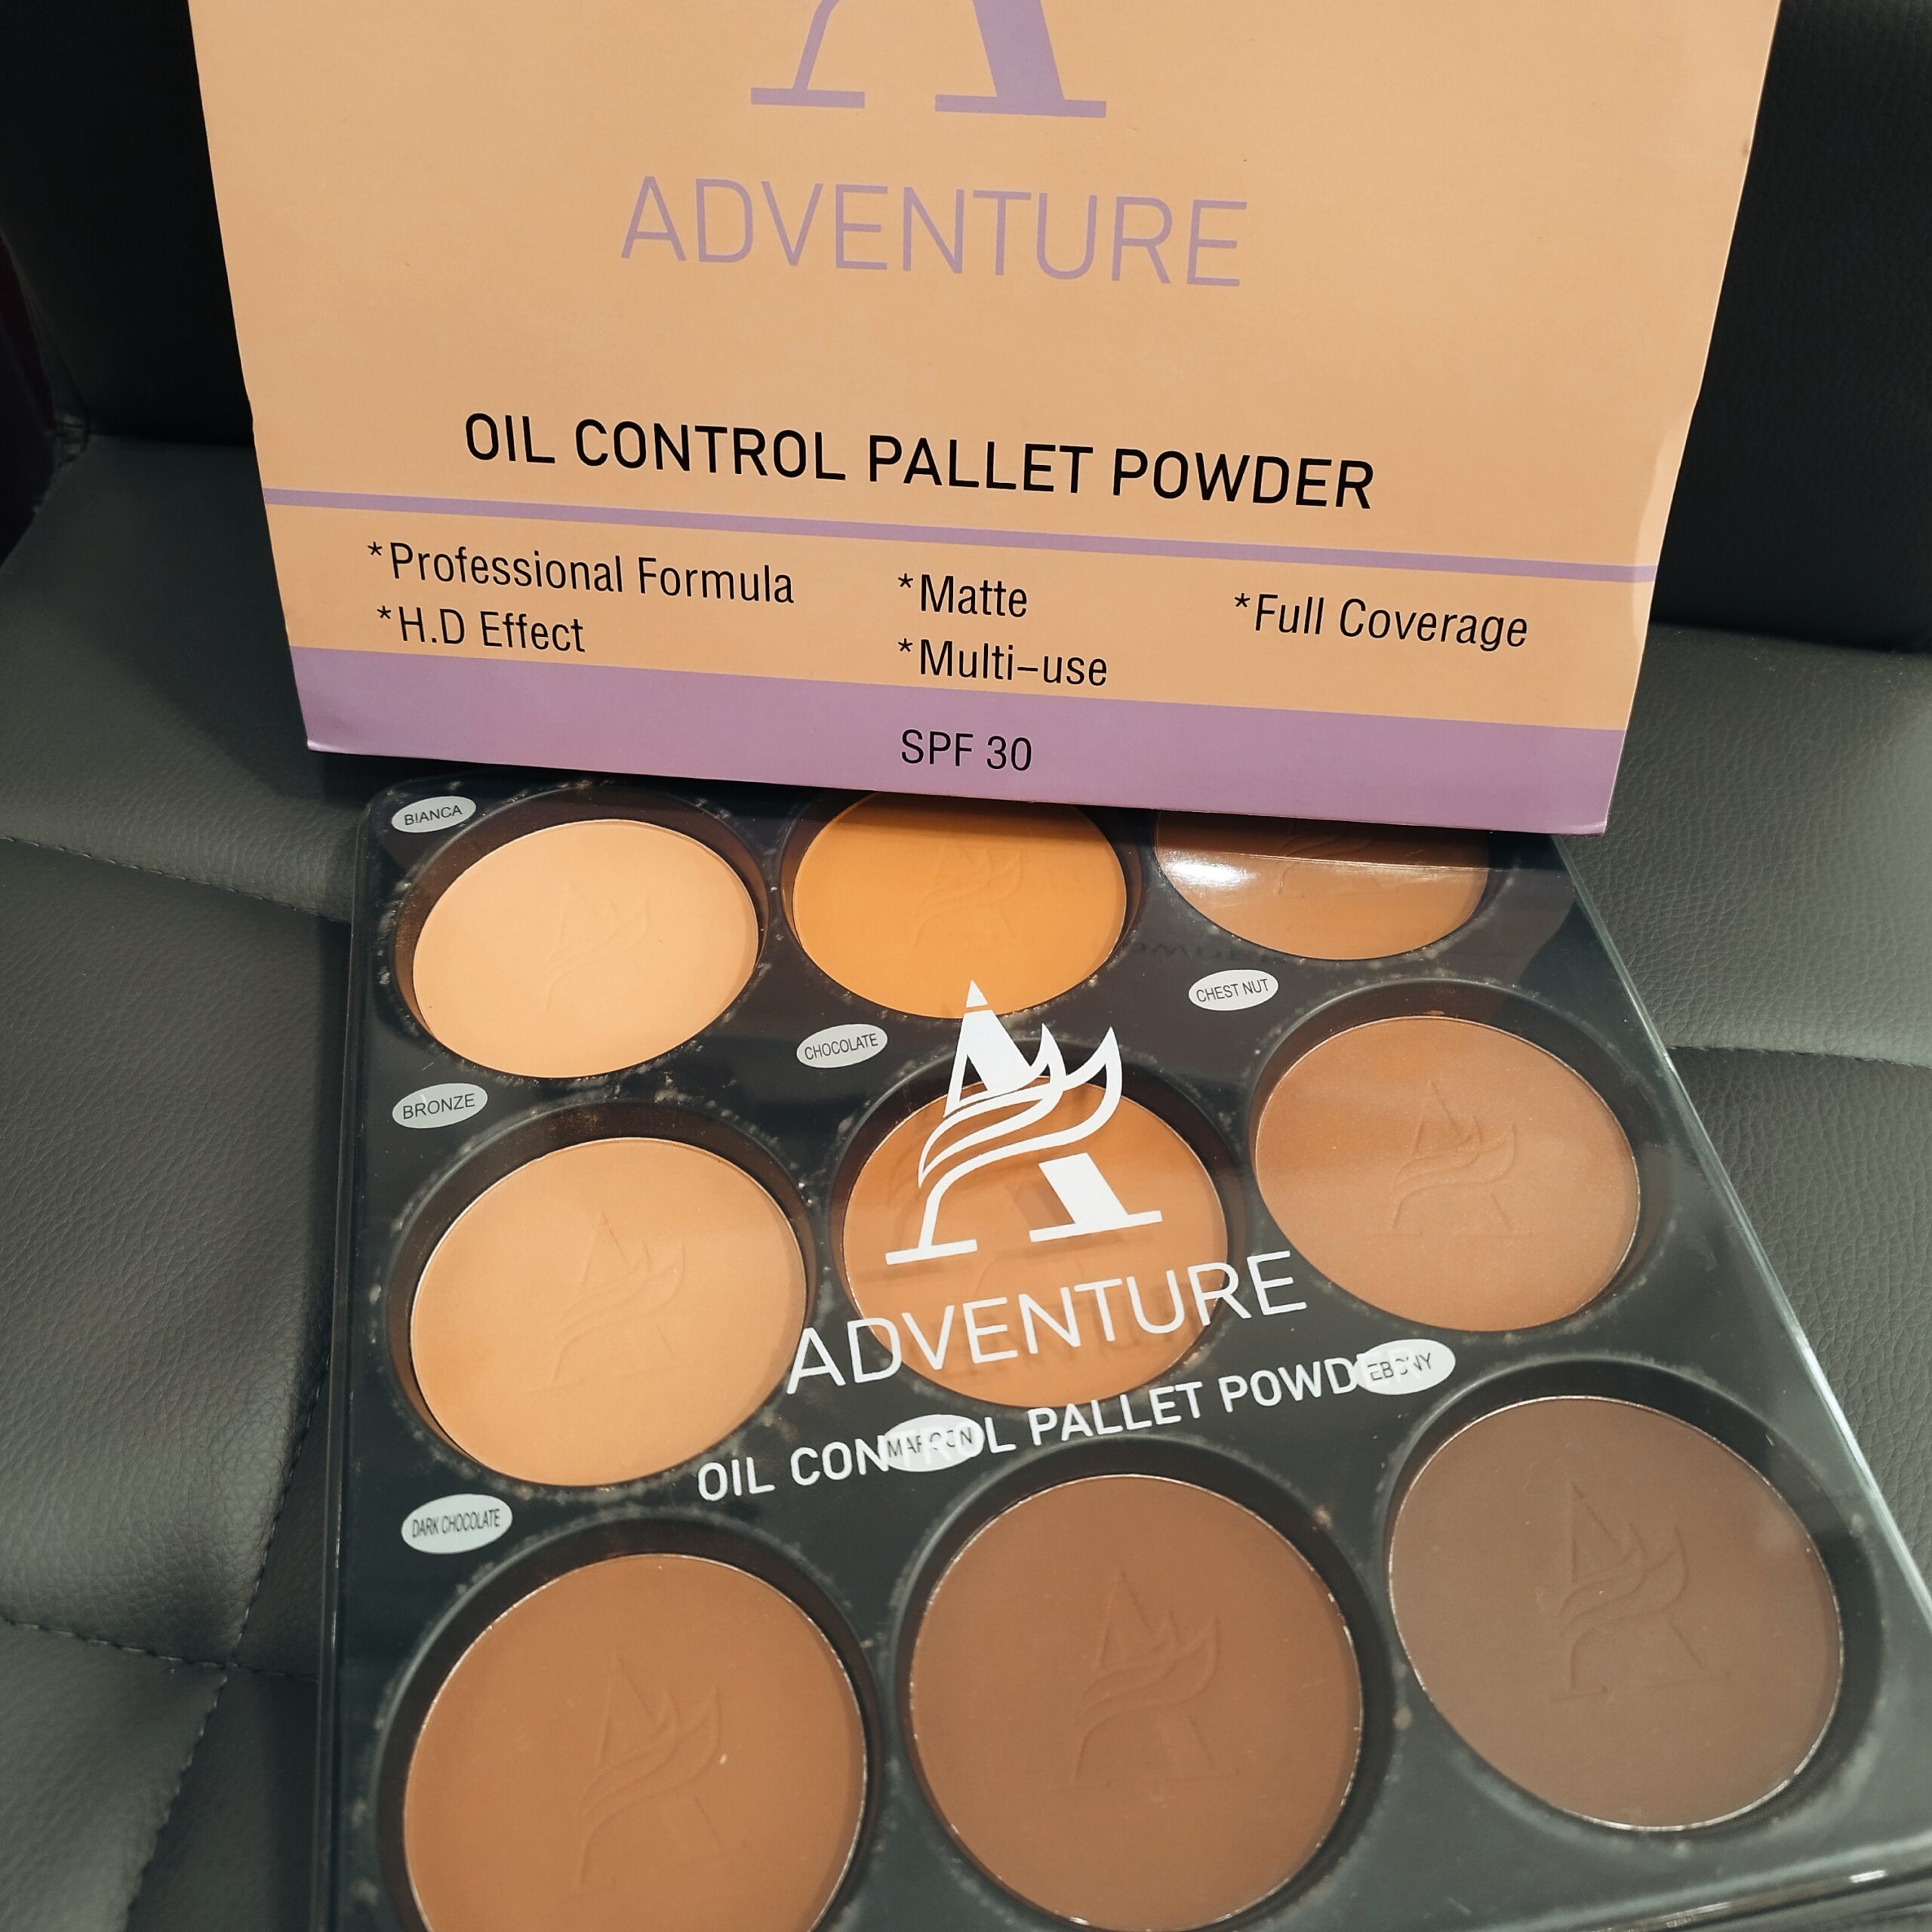 ADVENTURE
OIL CONTROL PALLET POWDER
*Professional Formula
*Matte
*Full Coverage
*H.D Effect
*Multi-use
SPF 30
BIANCA
CHEST NUT
CHOCOLATE
BRONZE
ADVENTURE
OIL CONTROL PALLET POWDER
EBONY
MAROON
DARK CHOCOLATE